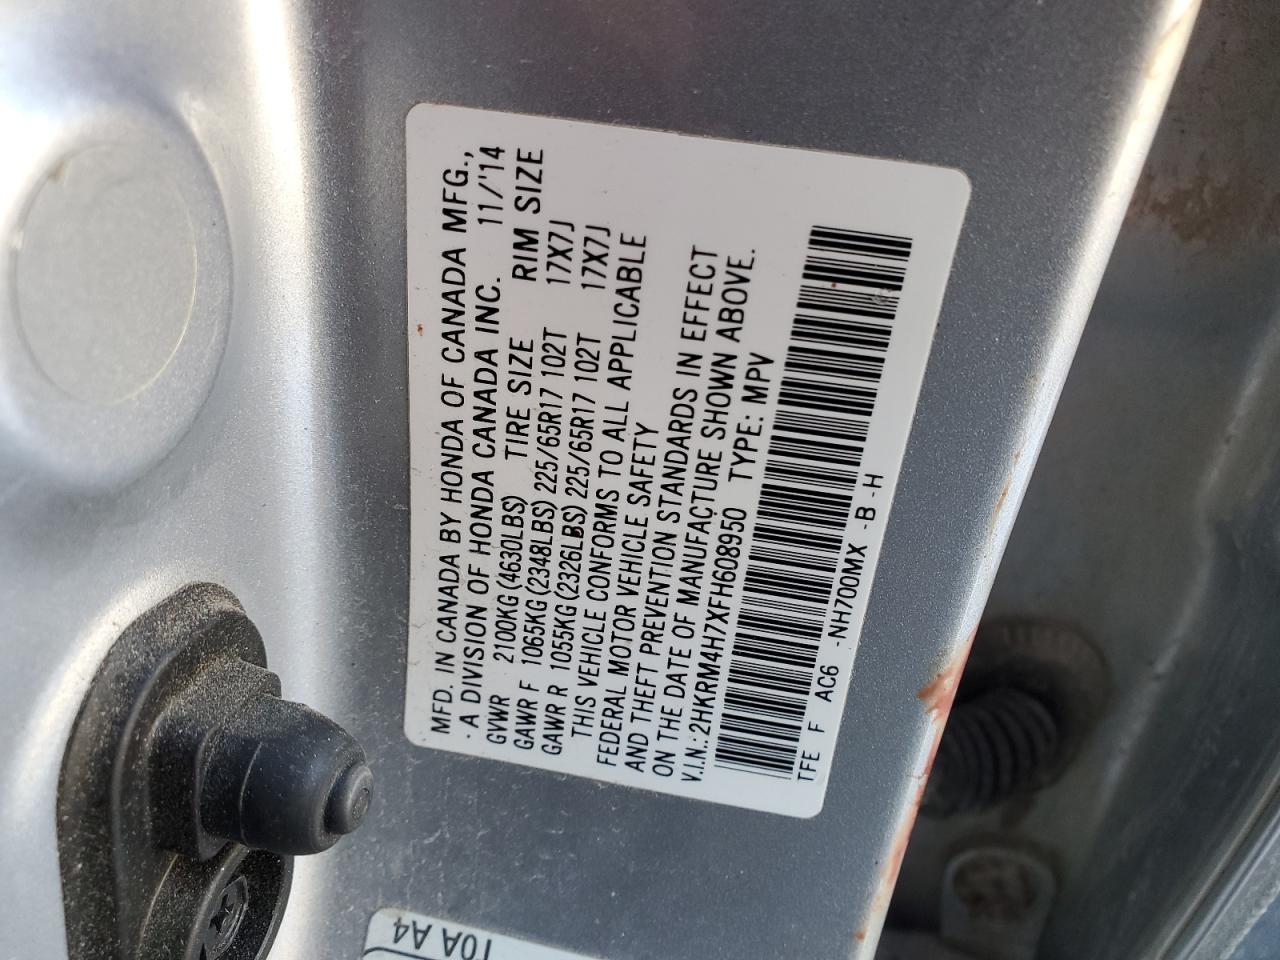 MFD. IN CANADA BY HONDA OF CANADA MFG.,
· A DIVISION OF HONDA CANADA INC. 11/'14
GVWR 2100KG(4630LBS) TIRE SIZE RIM SIZE
GAWR F 1065KG(2348LBS) 225/65R17 102T 17X7J
GAWR R 1055KG(2326LBS) 225/65R17 102T 17X7J
THIS VEHICLE CONFORMS TO ALL APPLICABLE
FEDERAL MOTOR VEHICLE SAFETY
AND THEFT PREVENTION STANDARDS IN EFFECT
ON THE DATE OF MANUFACTURE SHOWN ABOVE.
V.I.N.:2HKRM4H7XFH608950 TYPE: MPV
TFE F AC6 -NH700MX -B -H
T0A A4